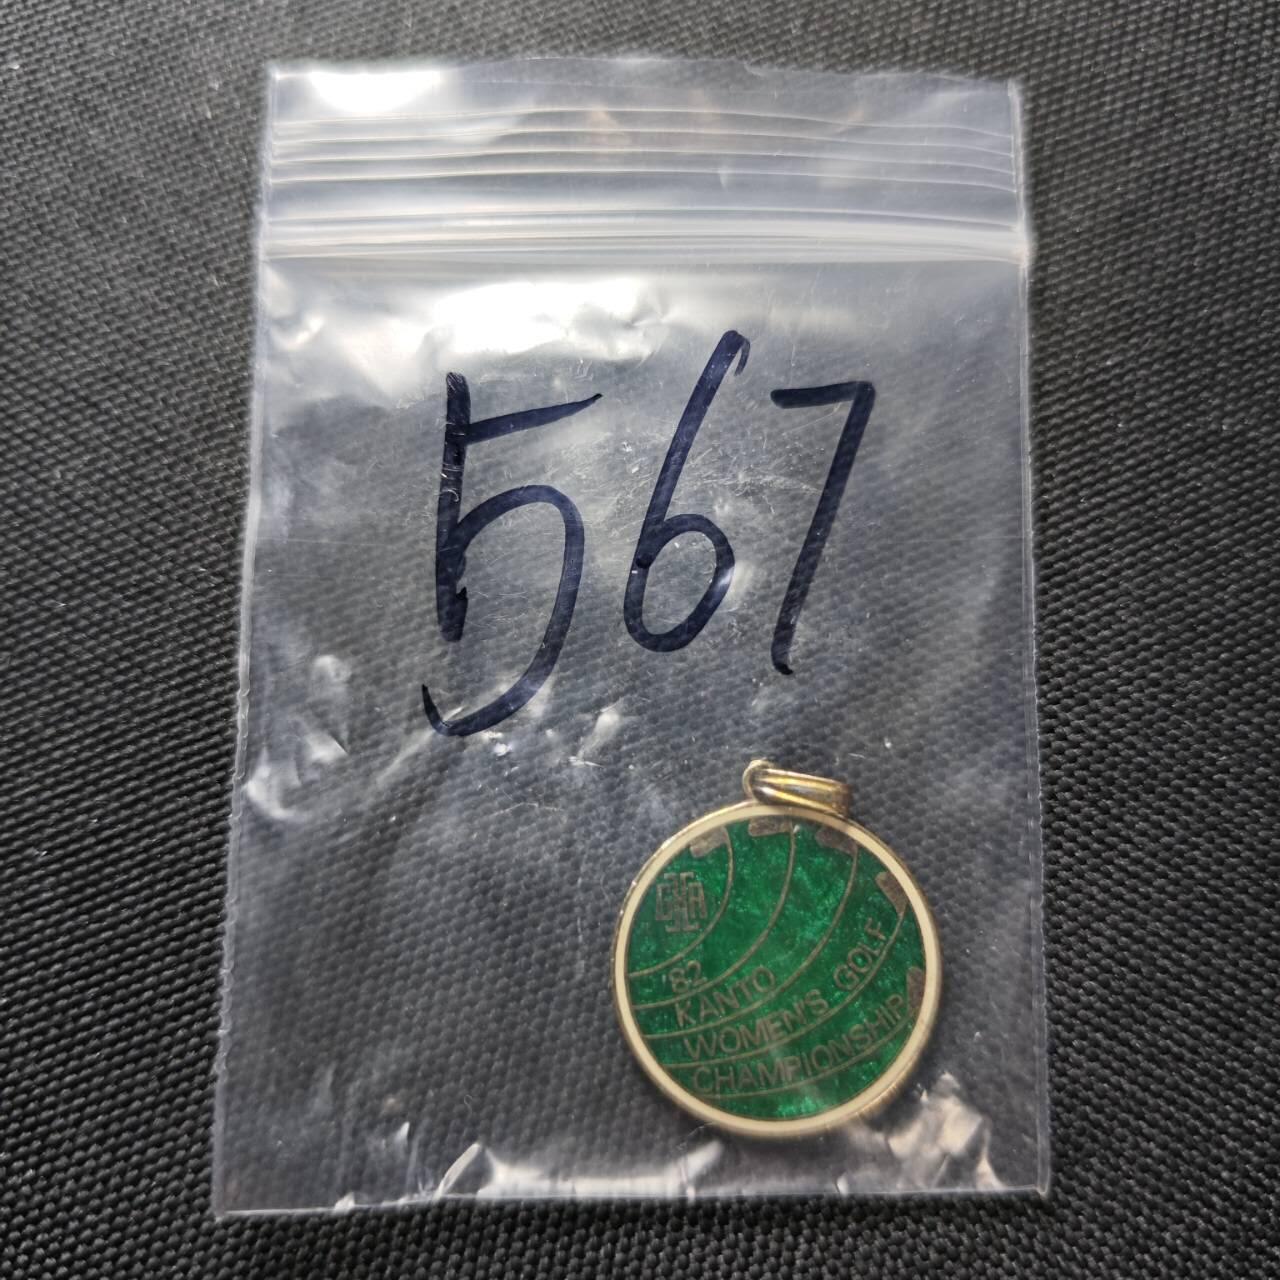 567
'82
KANTO
WOMEN'S GOLF
CHAMPIONSHIP